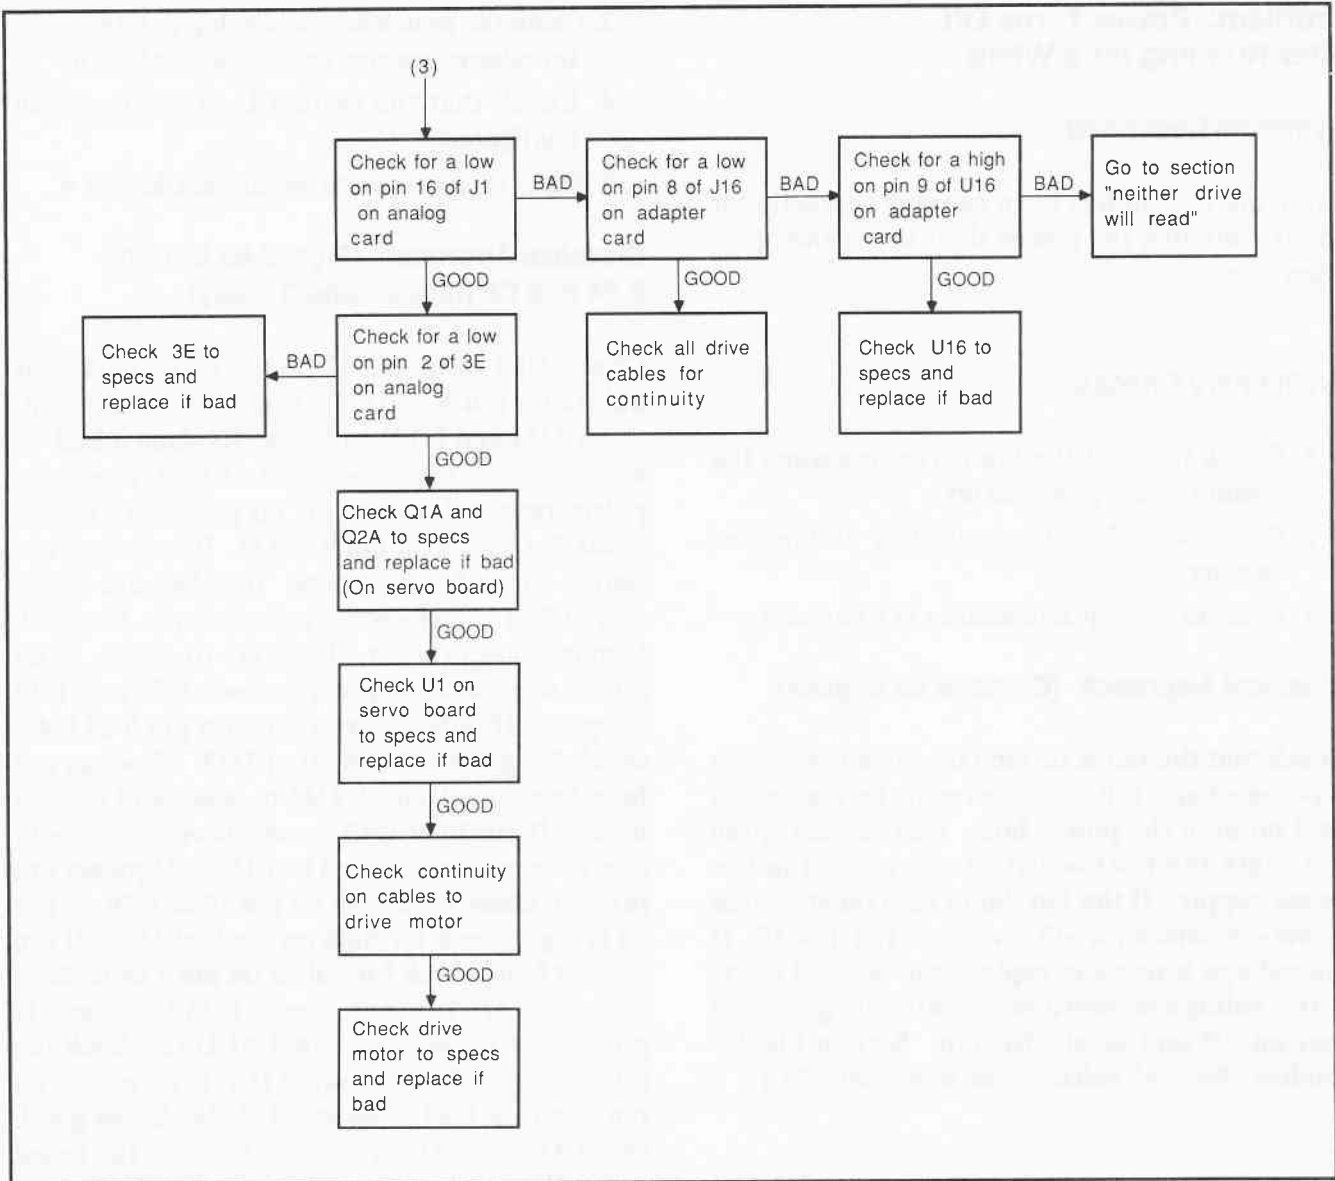 (3)
Check for a low
on pin 16 of J1
on analog
card
BAD
Check for a low
on pin 8 of J16
on adapter
card
BAD
Check for a high
on pin 9 of U16
on adapter
card
BAD
Go to section
"neither drive
will read"
GOOD
GOOD
GOOD
Check 3E to
specs and
replace if bad
BAD
Check for a low
on pin 2 of 3E
on analog
card
Check all drive
cables for
continuity
Check U16 to
specs and
replace if bad
GOOD
Check Q1A and
Q2A to specs
and replace if bad
(On servo board)
GOOD
Check U1 on
servo board
to specs and
replace if bad
GOOD
Check continuity
on cables to
drive motor
GOOD
Check drive
motor to specs
and replace if
bad